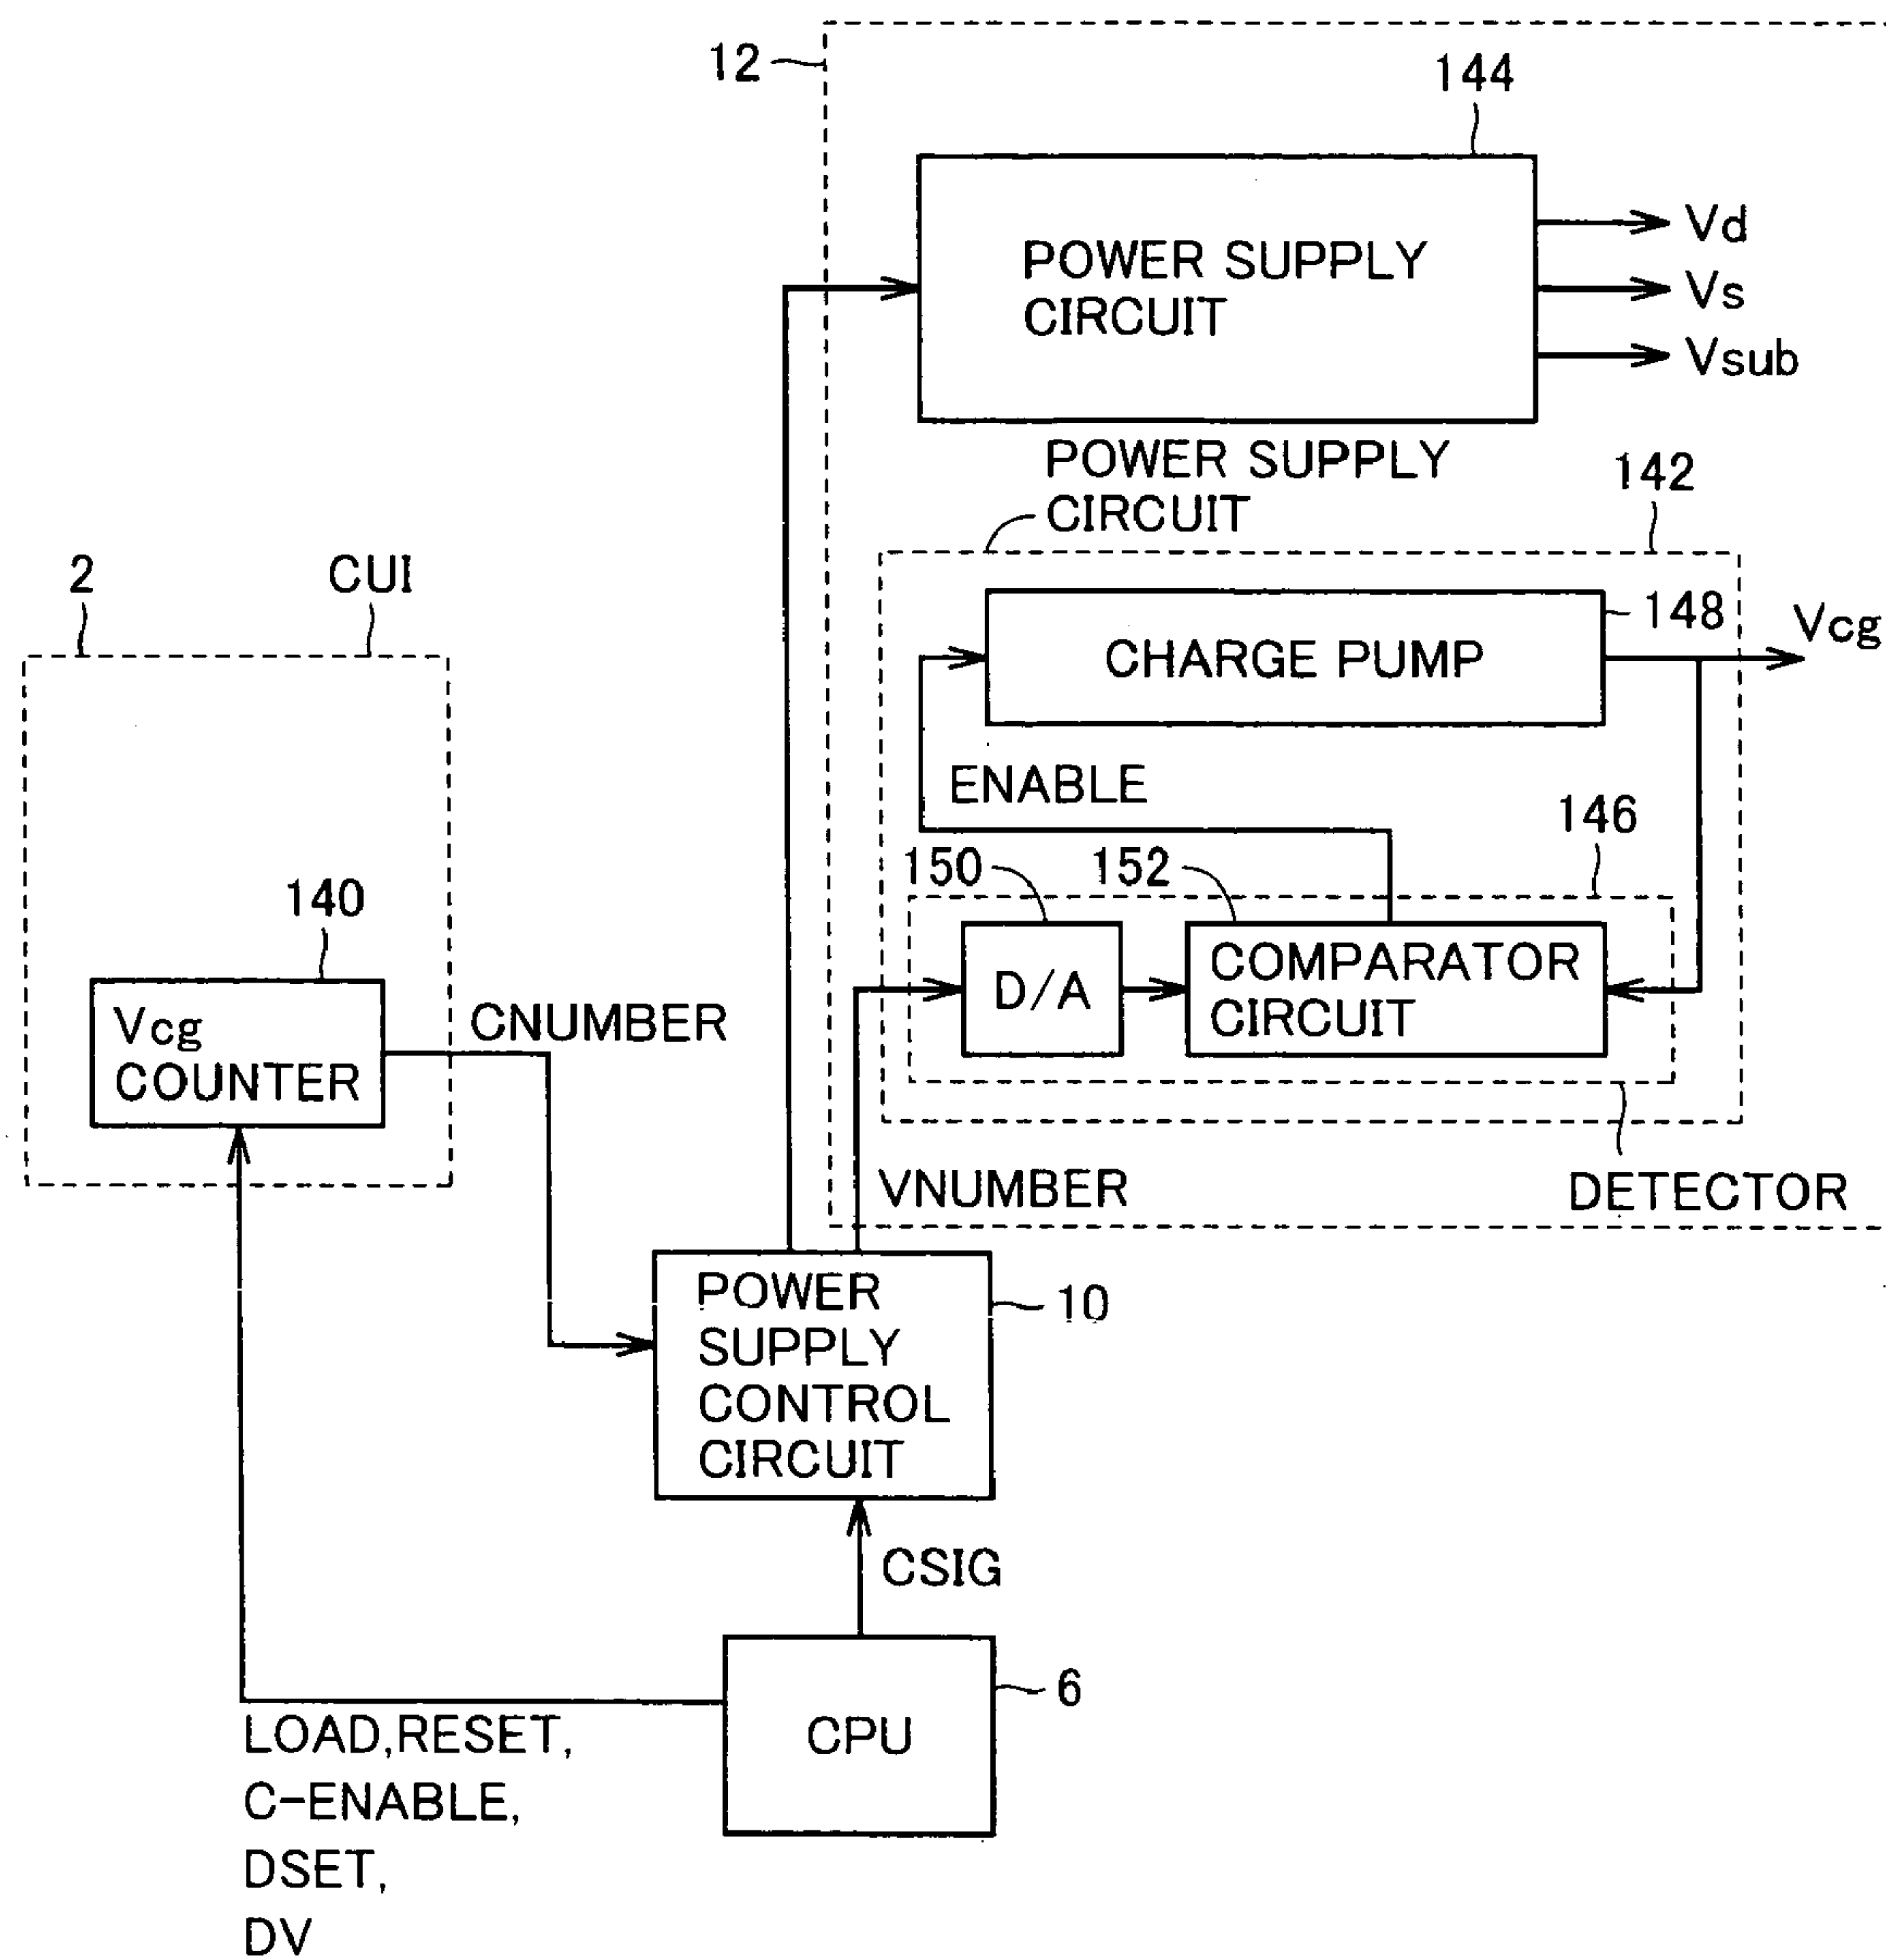 12
144
POWER SUPPLY
CIRCUIT
Vd
Vs
Vsub
POWER SUPPLY
CIRCUIT
142
2
CUI
CHARGE PUMP
148
Vcg
ENABLE
146
150
152
140
D/A
COMPARATOR
CIRCUIT
Vcg
COUNTER
CNUMBER
VNUMBER
DETECTOR
POWER
SUPPLY
CONTROL
CIRCUIT
10
CSIG
CPU
6
LOAD,RESET,
C-ENABLE,
DSET,
DV